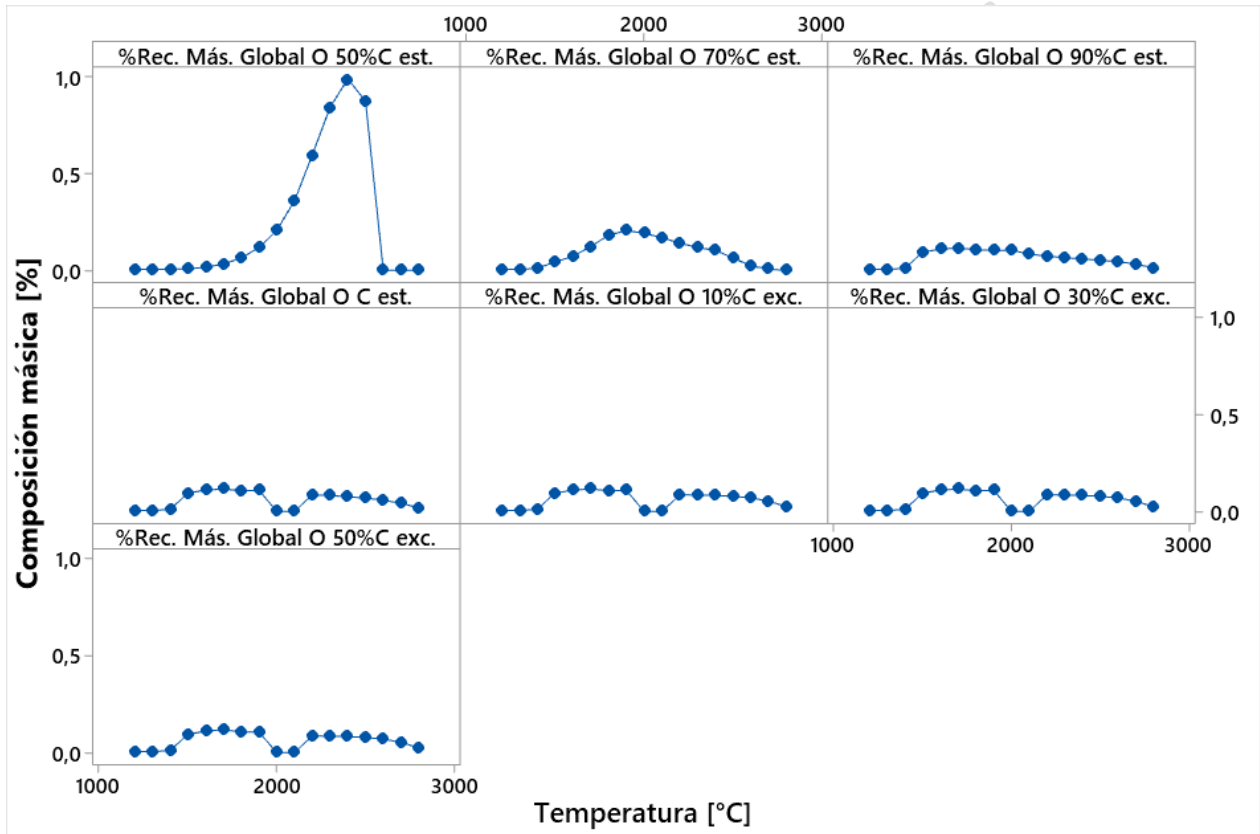 1000 2000 3000
%Rec. Más. Global O 50%C est. %Rec. Más. Global O 70%C est. %Rec. Más. Global O 90%C est.
1,0
0,5
0,0
%Rec. Más. Global O C est. %Rec. Más. Global O 10%C exc. %Rec. Más. Global O 30%C exc.
1,0
0,5
0,0
%Rec. Más. Global O 50%C exc.
1000 2000 3000
1,0
0,5
0,0
1000 2000 3000
Composición másica [%]
Temperatura [°C]